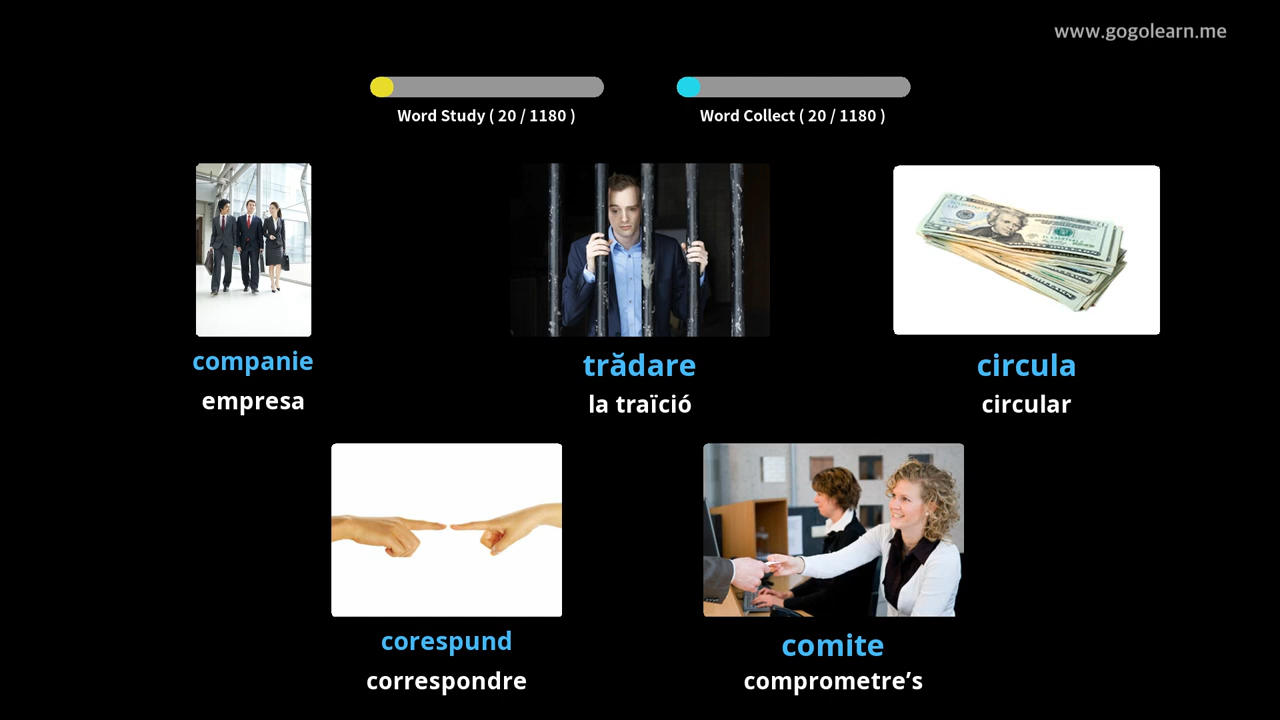 www.gogolearn.me
Word Study ( 20 / 1180 )
Word Collect ( 20 / 1180 )
companie
empresa
trădare
la traïció
circula
circular
corespund
correspondre
comite
comprometre’s